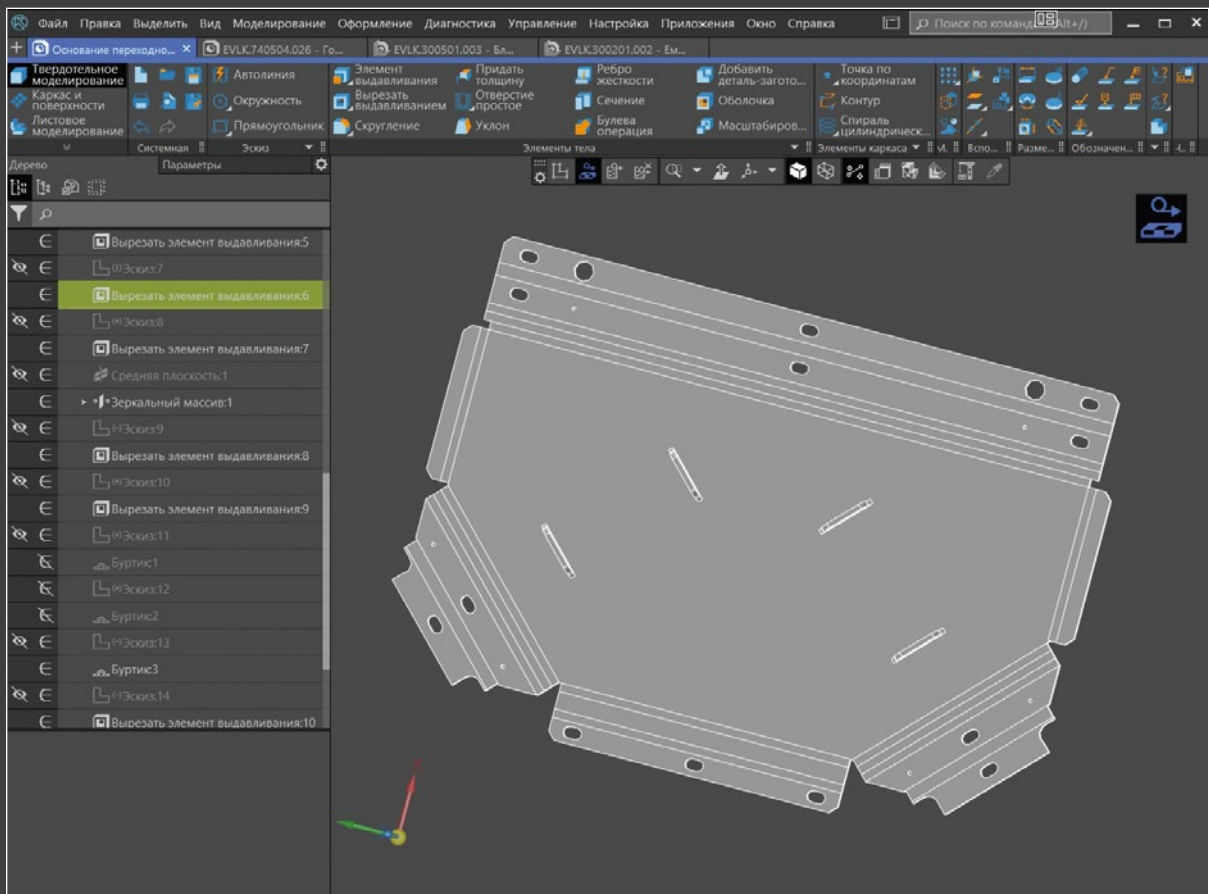 Файл Правка Выделить Вид Моделирование Оформление Диагностика Управление Настройка Приложения Окно Справка
Поиск по команд Alt+/)
Основание переходно... EVLK.740504.026 - Го... EVLK.300501.003 - Бл... EVLK.300201.002 - Ем...
Твердотельное моделирование
Каркас и поверхности
Листовое моделирование
Системная
Автолиния
Окружность
Прямоугольник
Эскиз
Элемент выдавливания
Вырезать выдавливанием
Скругление
Придать толщину
Отверстие простое
Уклон
Ребро жесткости
Сечение
Булева операция
Добавить деталь-загото...
Оболочка
Масштабиров...
Элементы тела
Точка по координатам
Контур
Спираль цилиндрическ...
Элементы каркаса
Вспо...
Разме...
Обозначен...
Дерево Параметры
Вырезать элемент выдавливания:5
Эскиз:7
Вырезать элемент выдавливания:6
Эскиз:8
Вырезать элемент выдавливания:7
Средняя плоскость:1
Зеркальный массив:1
Эскиз:9
Вырезать элемент выдавливания:8
Эскиз:10
Вырезать элемент выдавливания:9
Эскиз:11
Буртик:1
Эскиз:12
Буртик:2
Эскиз:13
Буртик:3
Эскиз:14
Вырезать элемент выдавливания:10